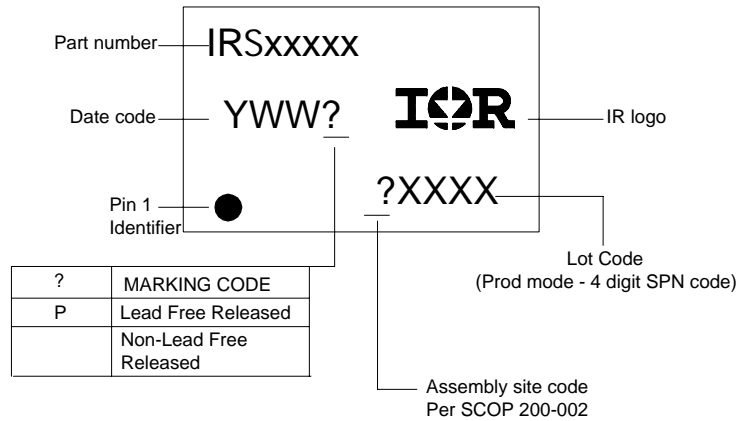 Part number
IRSxxxxx
Date code
YWW?
IOR
IR logo
?XXXX
Pin 1
Identifier
Lot Code
(Prod mode - 4 digit SPN code)
? MARKING CODE
P Lead Free Released
Non-Lead Free
Released
Assembly site code
Per SCOP 200-002